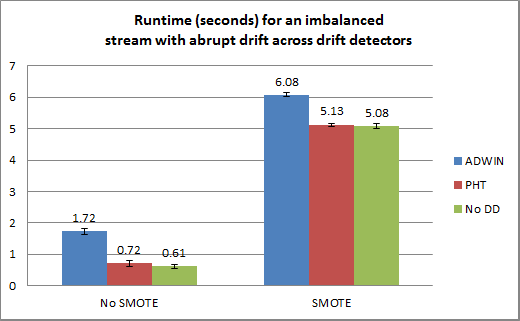 Runtime (seconds) for an imbalanced
stream with abrupt drift across drift detectors
7
6
5
4
3
2
1
0
1.72
0.72
0.61
6.08
5.13
5.08
No SMOTE
SMOTE
ADWIN
PHT
No DD